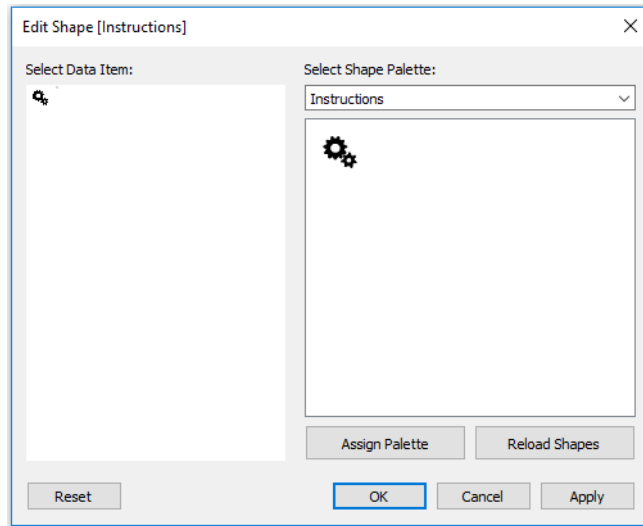 Edit Shape [Instructions]
Select Data Item:
Select Shape Palette:
Instructions
Assign Palette
Reload Shapes
Reset
OK
Cancel
Apply